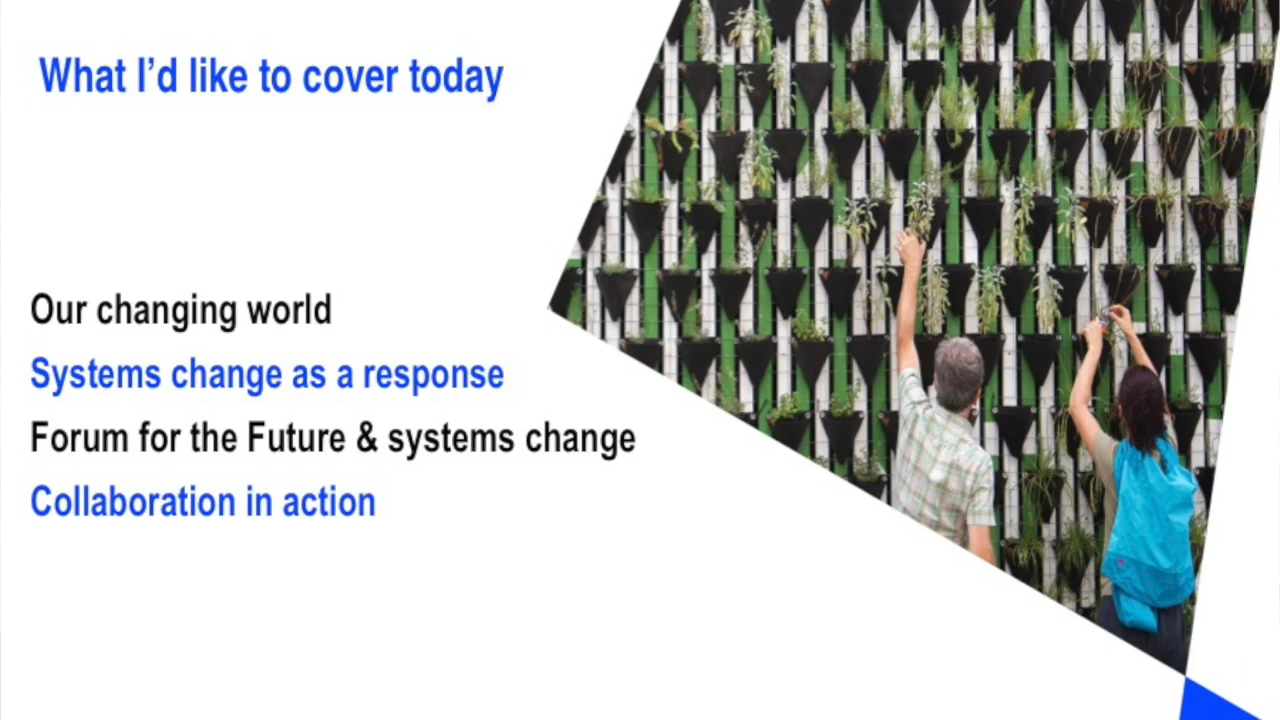 What I’d like to cover today
Our changing world
Systems change as a response
Forum for the Future & systems change
Collaboration in action